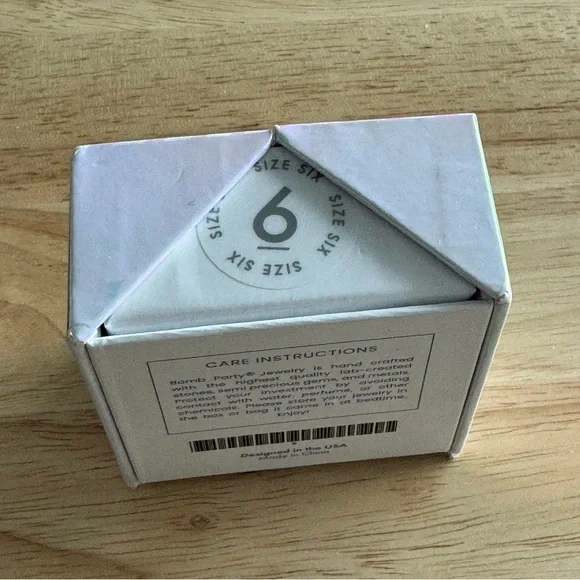 SIZE SIX SIZE SIX SIZE SIX SIZE SIX
6
CARE INSTRUCTIONS
Bomb Party® Jewelry is hand crafted
with the highest quality lab-created
stones, semi precious gems, and metals.
Protect your investment by avoiding
contact with water, perfume, or other
chemicals. Please store your jewelry in
the box or bag it came in at bedtime.
Enjoy!
Designed in the USA
Made in China